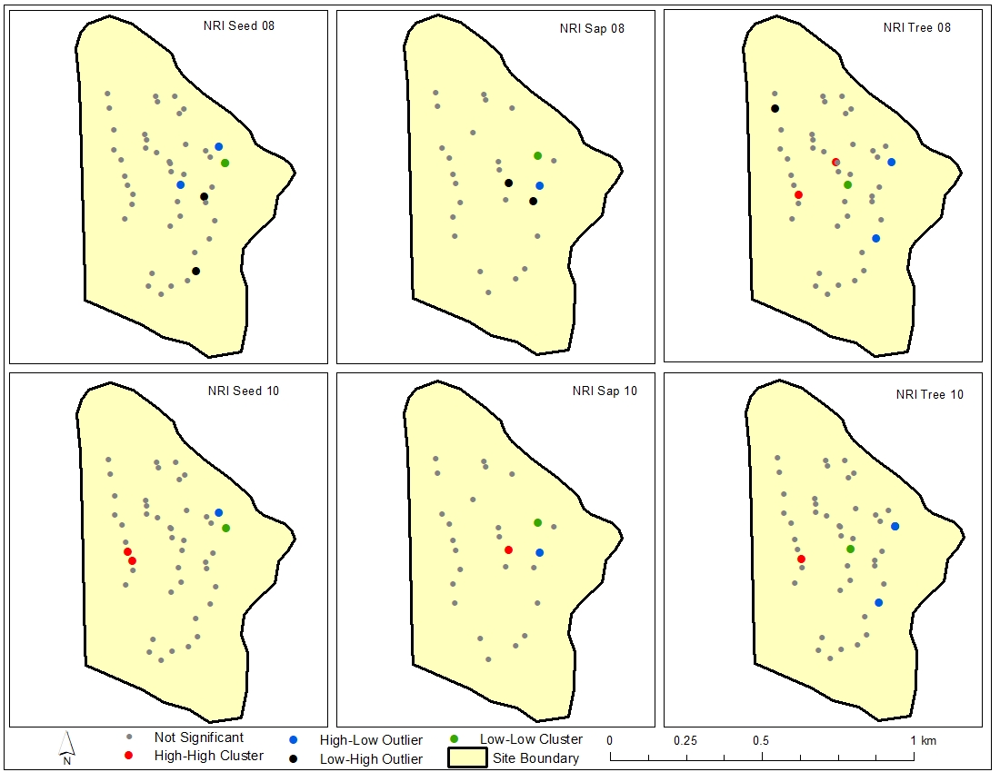 NRI Seed 08
NRI Sap 08
NRI Tree 08
NRI Seed 10
NRI Sap 10
NRI Tree 10
N
Not Significant
High-High Cluster
High-Low Outlier
Low-High Outlier
Low-Low Cluster
Site Boundary
0 0.25 0.5 1 km